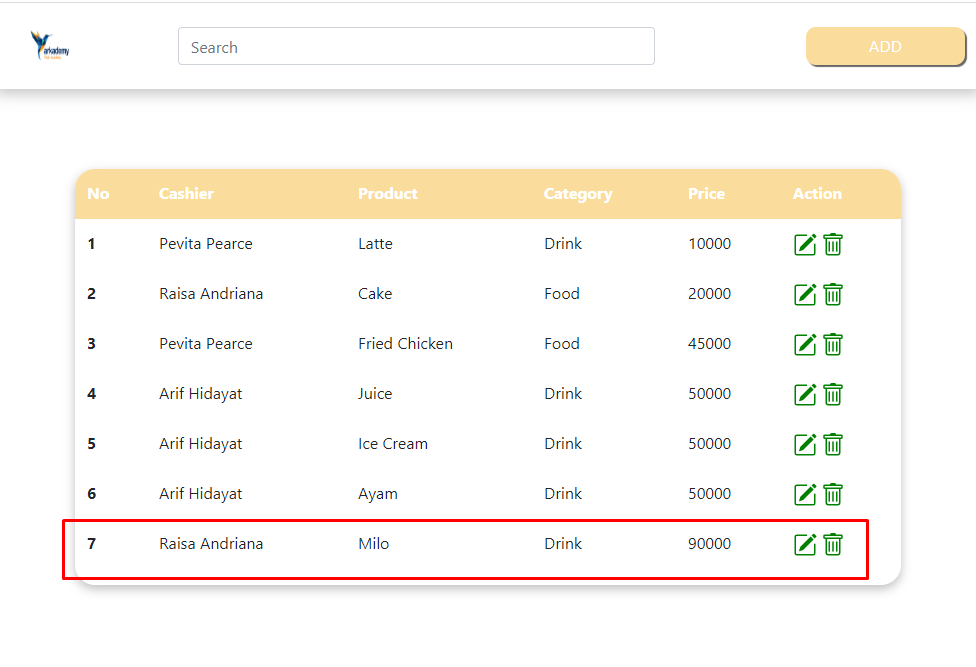 arkademy
Search
ADD
No Cashier Product Category Price Action
1 Pevita Pearce Latte Drink 10000
2 Raisa Andriana Cake Food 20000
3 Pevita Pearce Fried Chicken Food 45000
4 Arif Hidayat Juice Drink 50000
5 Arif Hidayat Ice Cream Drink 50000
6 Arif Hidayat Ayam Drink 50000
7 Raisa Andriana Milo Drink 90000